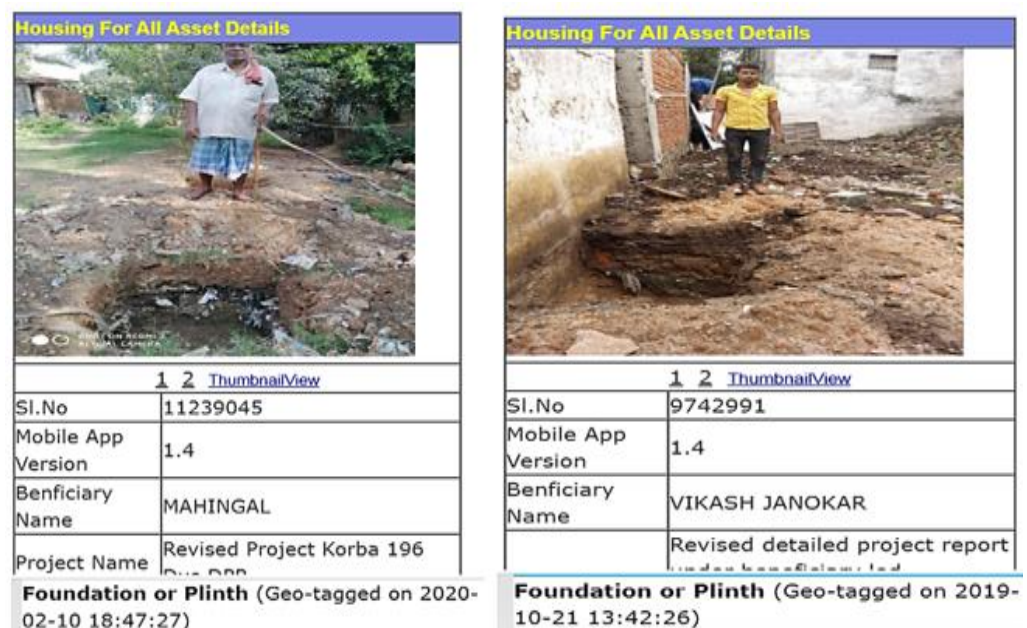 Housing For All Asset Details
1 2 ThumbnailView
Sl.No 11239045
Mobile App
Version 1.4
Benficiary
Name MAHINGAL
Project Name Revised Project Korba 196
Foundation or Plinth (Geo-tagged on 2020-
02-10 18:47:27)
Housing For All Asset Details
1 2 ThumbnailView
Sl.No 9742991
Mobile App
Version 1.4
Benficiary
Name VIKASH JANOKAR
Revised detailed project report
Foundation or Plinth (Geo-tagged on 2019-
10-21 13:42:26)